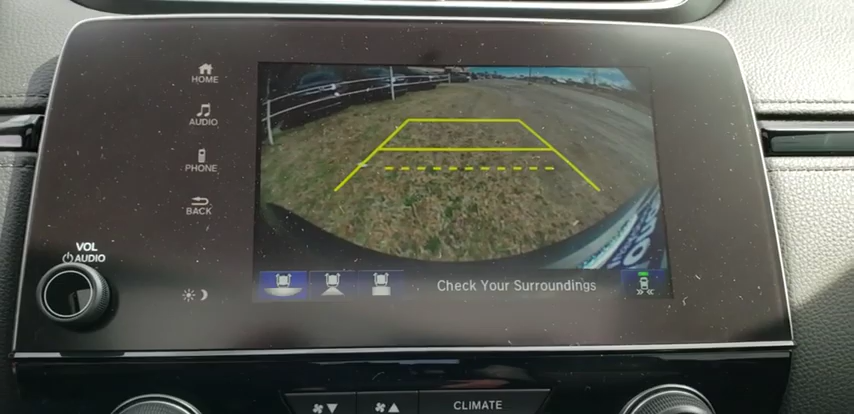 HOME
AUDIO
PHONE
BACK
VOL
AUDIO
Check Your Surroundings
CLIMATE